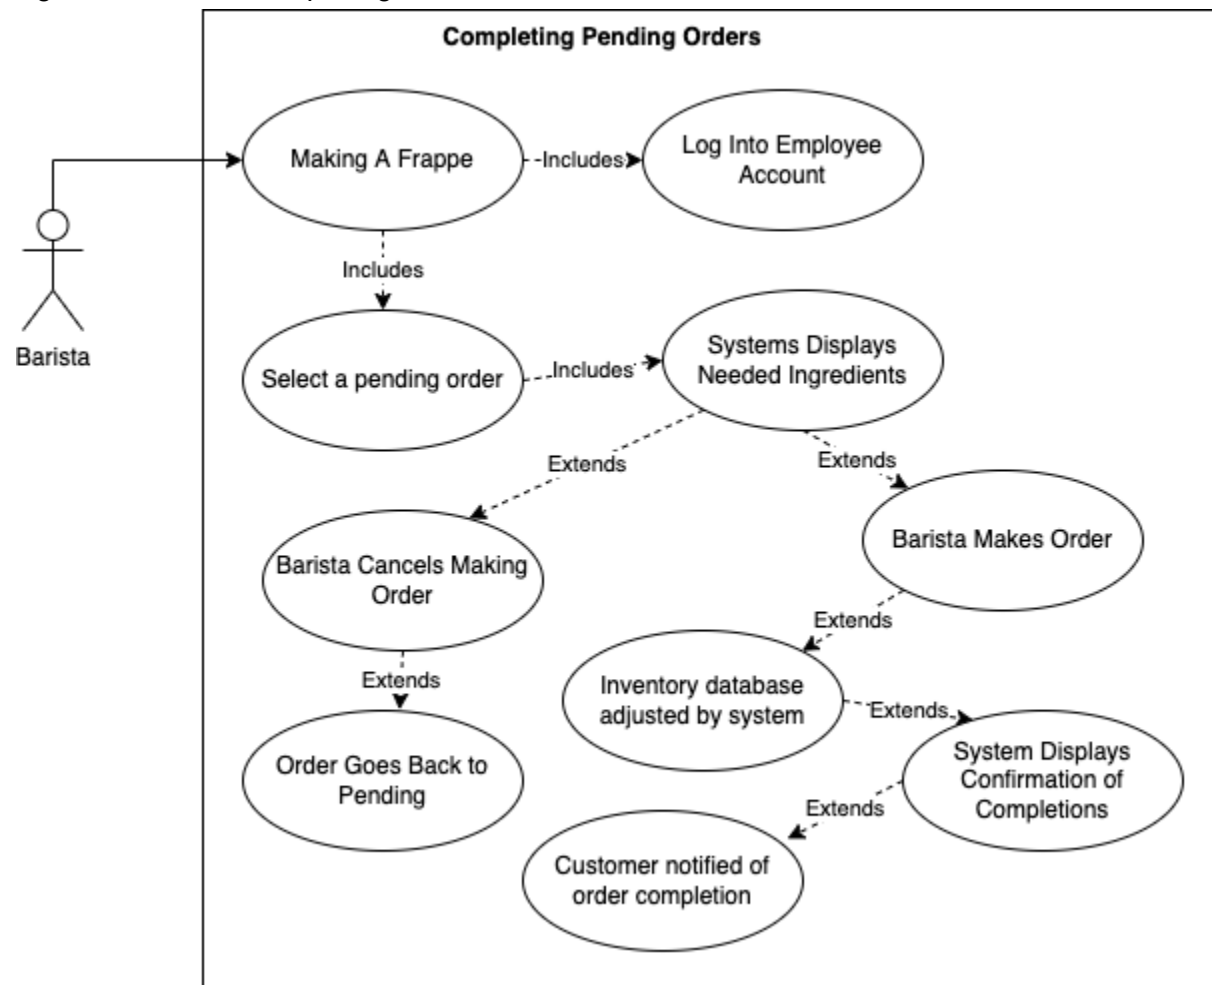 Completing Pending Orders
Making A Frappe
Includes
Log Into Employee
Account
Includes
Barista
Select a pending order
Includes
Systems Displays
Needed Ingredients
Extends
Extends
Barista Cancels Making
Order
Barista Makes Order
Extends
Extends
Inventory database
adjusted by system
Extends
Order Goes Back to
Pending
System Displays
Confirmation of
Completions
Extends
Customer notified of
order completion